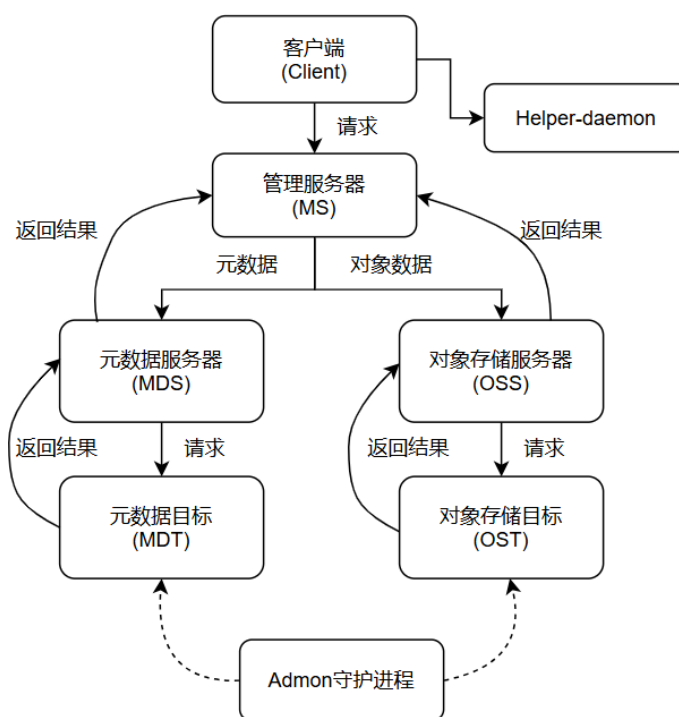 客户端
(Client)
Helper-daemon
请求
管理服务器
(MS)
返回结果
返回结果
元数据
对象数据
元数据服务器
(MDS)
对象存储服务器
(OSS)
返回结果
请求
返回结果
请求
元数据目标
(MDT)
对象存储目标
(OST)
Admon守护进程